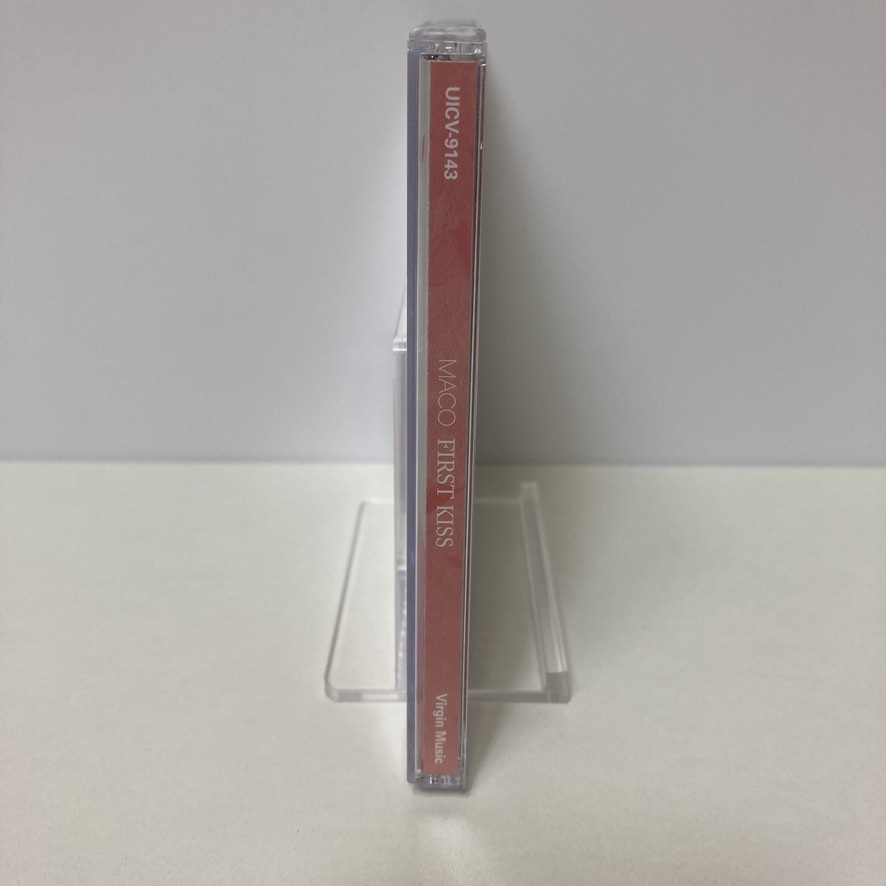 UICV-9143
MACO FIRST KISS
Virgin Music